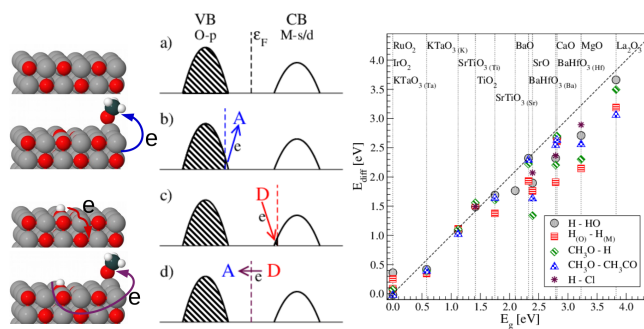 VB CB
O-p M-s/d
ε_F
a)
b)
A
e
e
c)
D
e
e
d)
A D
e
e
RuO₂ KTaO₃ (K) BaO CaO MgO La₂O₃
IrO₂ SrTiO₃ (Ti) SrO BaHfO₃ (Hf)
KTaO₃ (Ta) TiO₂ BaHfO₃ (Ba)
SrTiO₃ (Sr)
E_diff [eV]
4.0
3.5
3.0
2.5
2.0
1.5
1.0
0.5
0.0
H - HO
H(O) - H(M)
CH₃O - H
CH₃O - CH₃CO
H - Cl
0.0 0.5 1.0 1.5 2.0 2.5 3.0 3.5 4.0
E_g [eV]